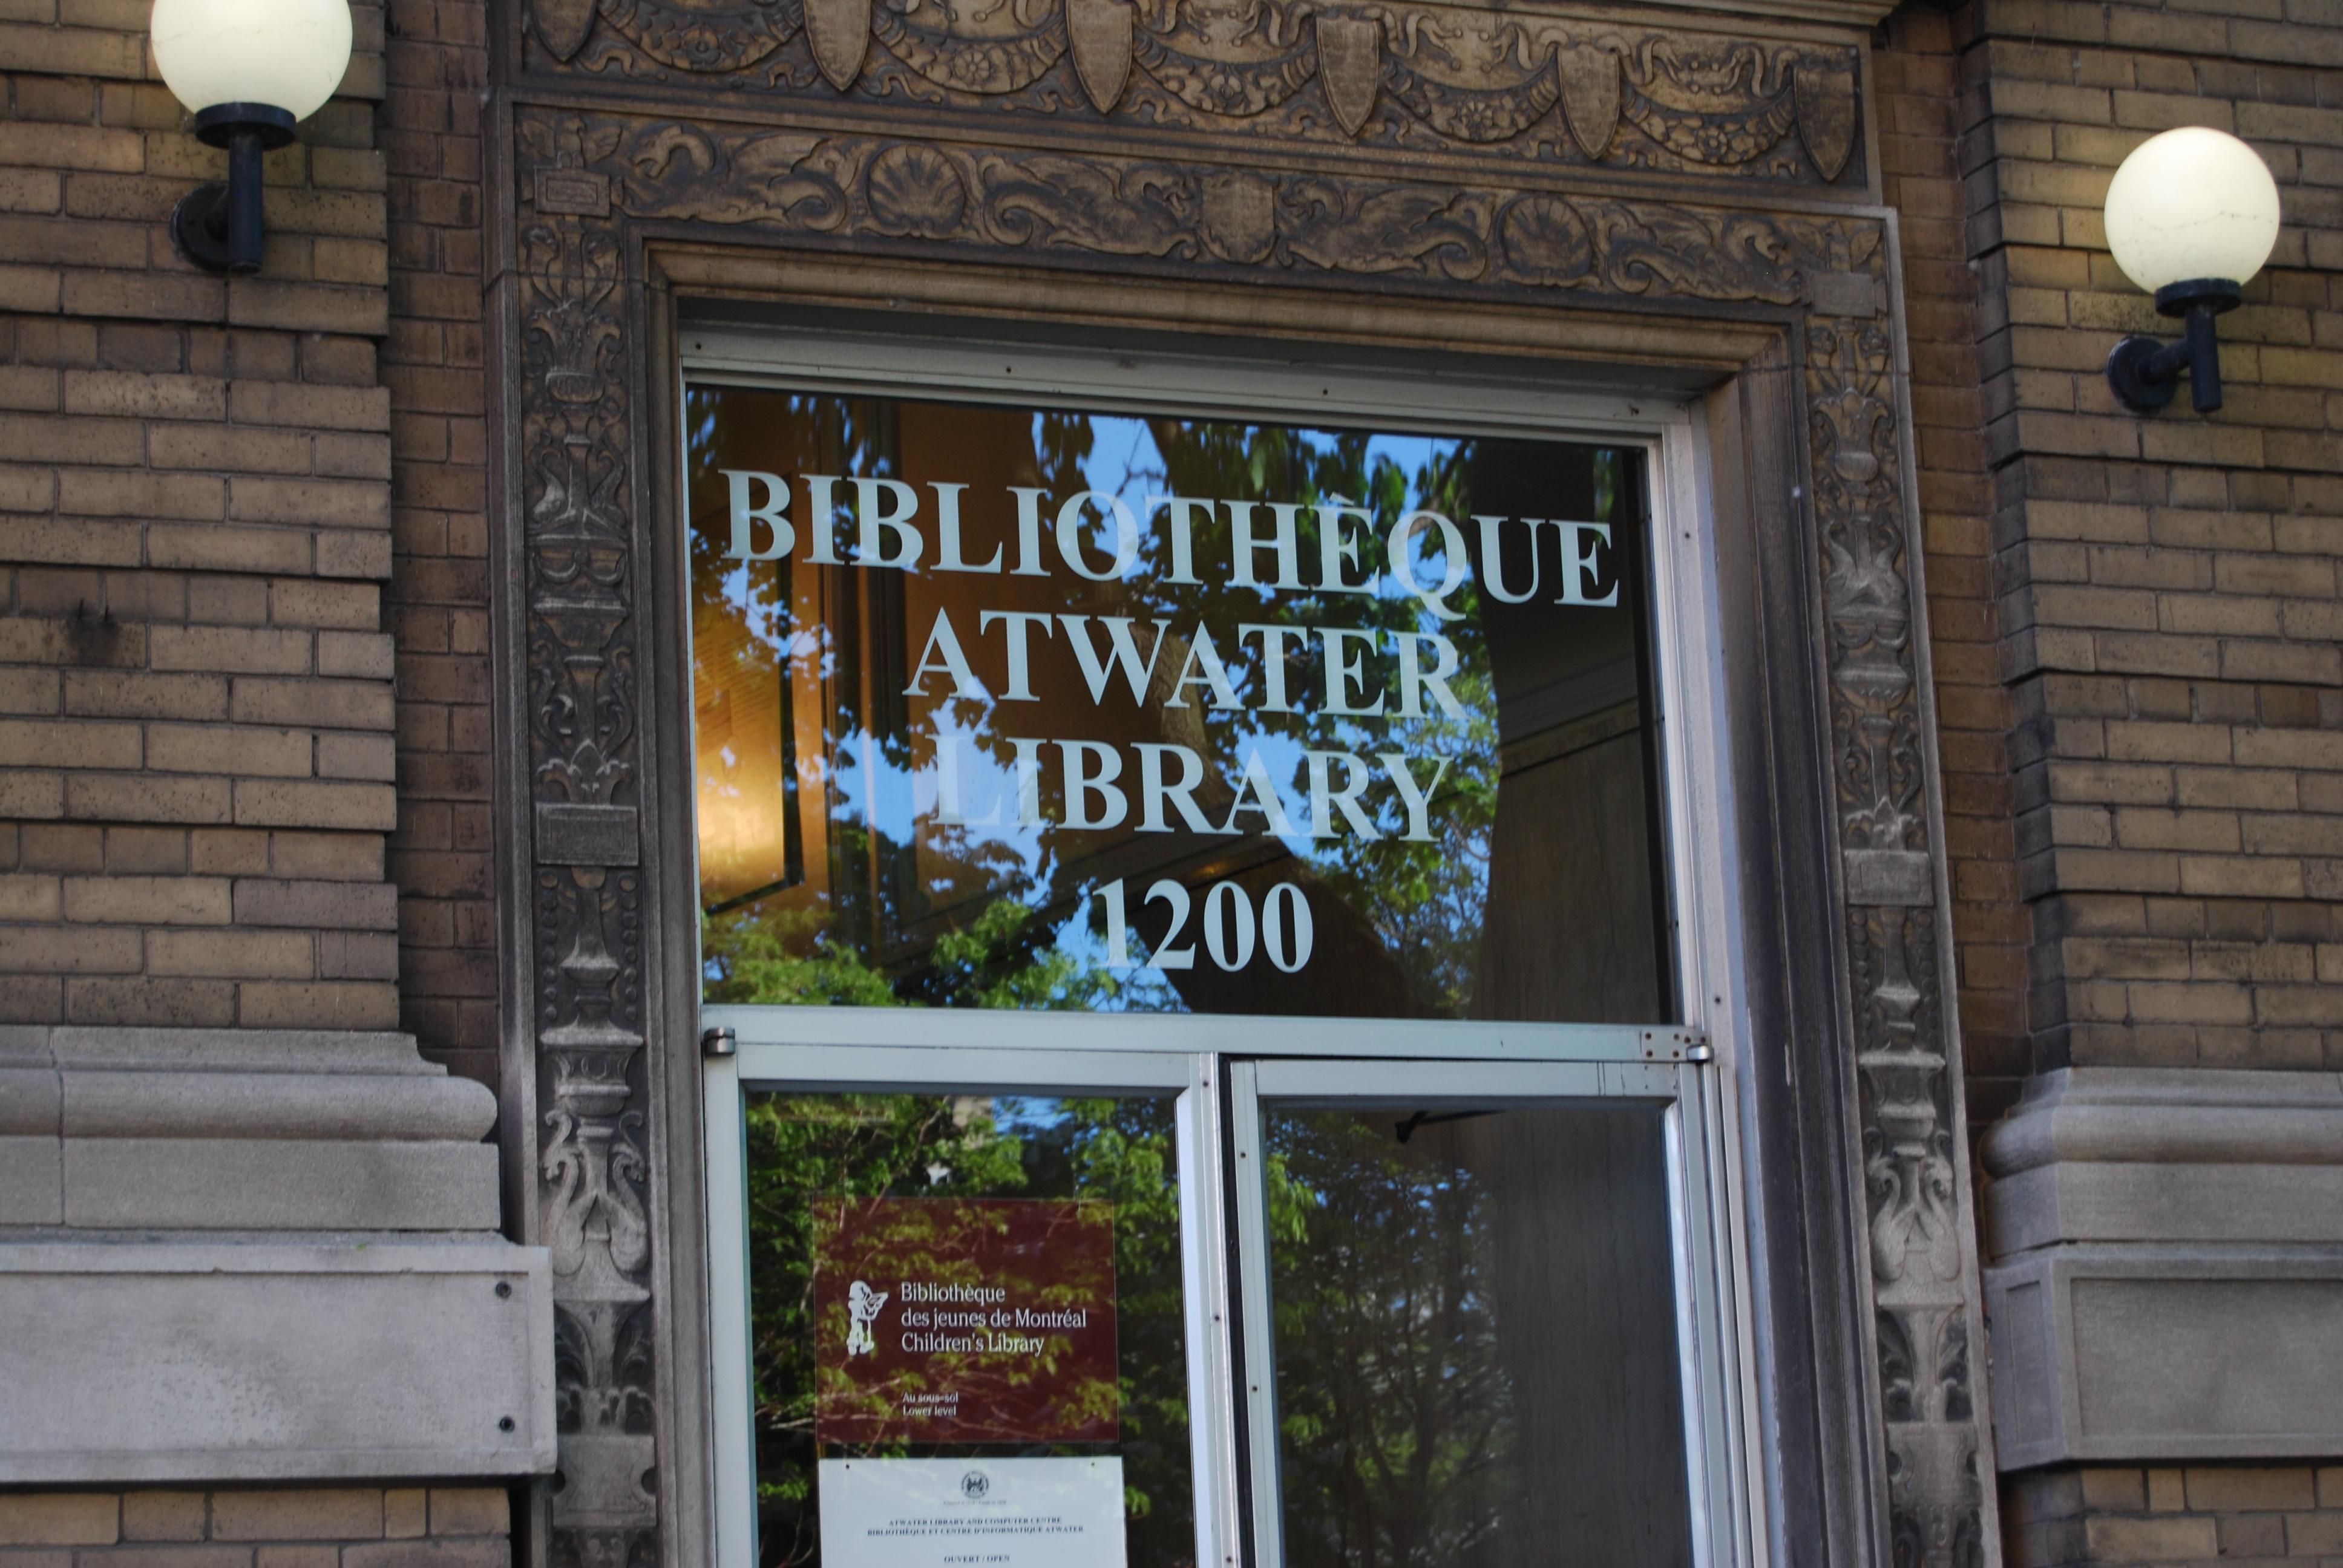 BIBLIOTHÈQUE
ATWATER
LIBRARY
1200
Bibliothèque
des jeunes de Montréal
Children's Library
Au sous-sol
Lower level
ATWATER LIBRARY AND COMPUTER CENTRE
BIBLIOTHÈQUE ET CENTRE D'INFORMATIQUE ATWATER
OUVERT / OPEN